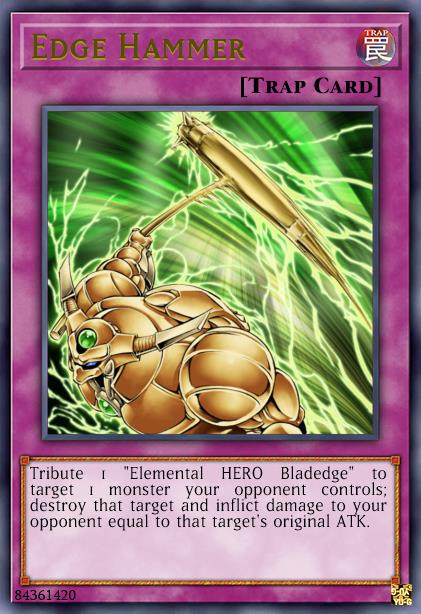 EDGE HAMMER
TRAP
罠
[TRAP CARD]
Tribute 1 "Elemental HERO Bladedge" to
target 1 monster your opponent controls;
destroy that target and inflict damage to your
opponent equal to that target's original ATK.
84361420